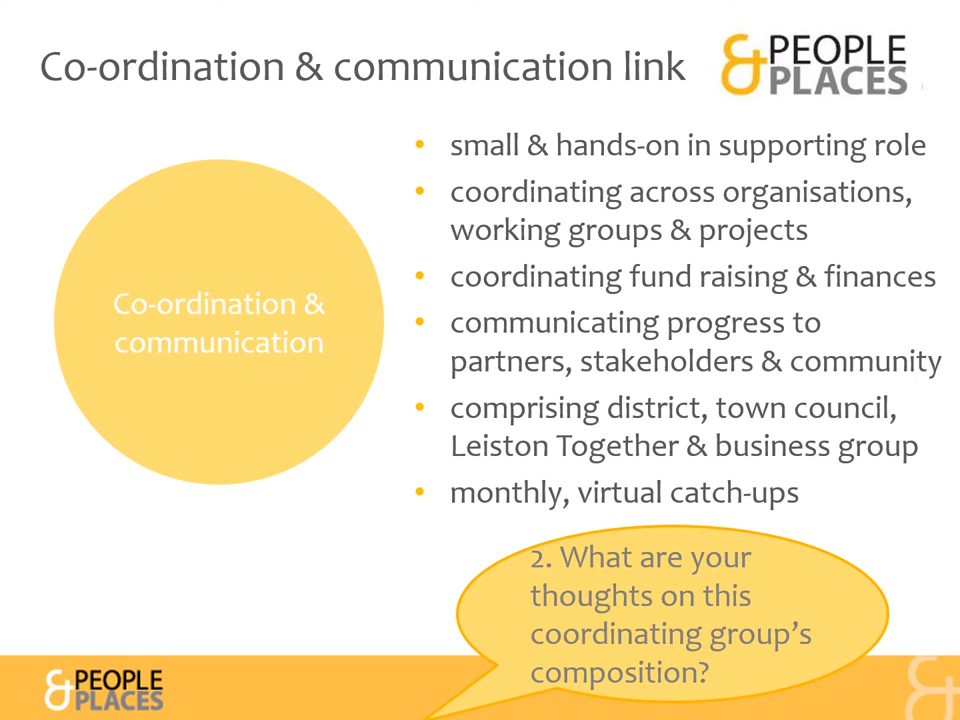 Co-ordination & communication link
& PEOPLE
PLACES
• small & hands-on in supporting role
• coordinating across organisations,
working groups & projects
• coordinating fund raising & finances
• communicating progress to
partners, stakeholders & community
• comprising district, town council,
Leiston Together & business group
• monthly, virtual catch-ups
Co-ordination &
communication
2. What are your
thoughts on this
coordinating group’s
composition?
& PEOPLE
PLACES
&